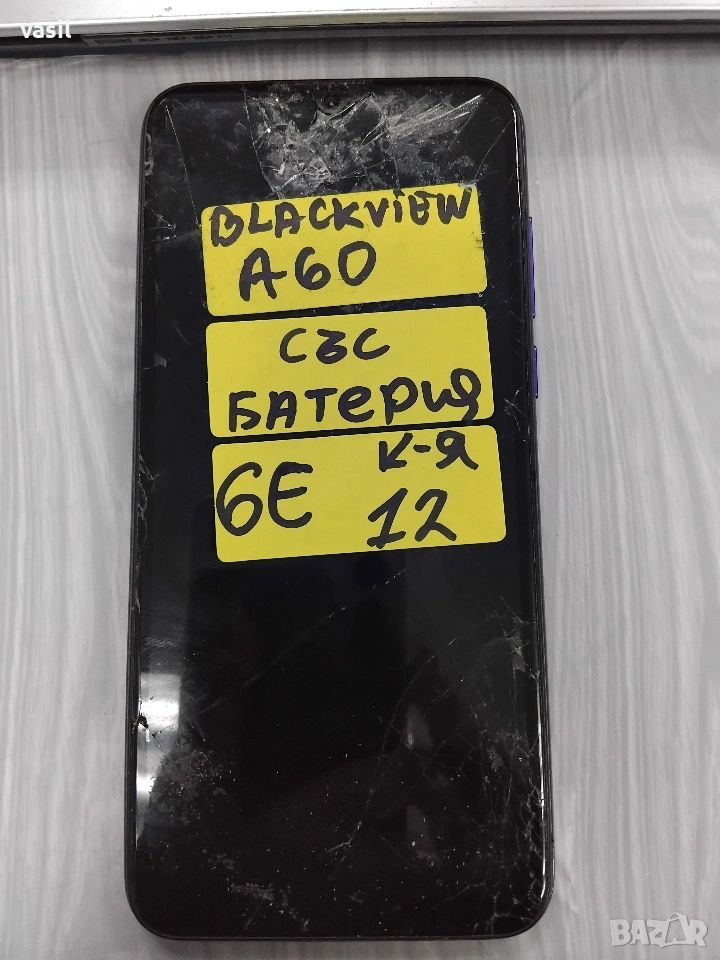 vasil
BLACKVIEW
A60
СЪС
БАТЕРИЯ
6Е К-Я
12
BAZAR